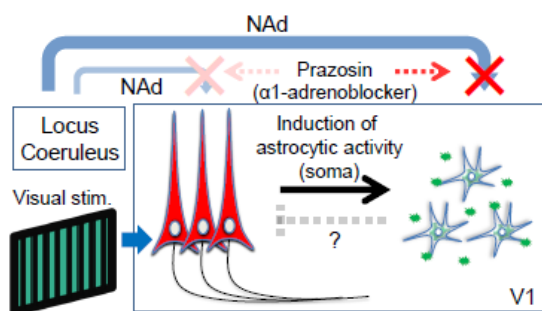 NAd
NAd
Prazosin
(α1-adrenoblocker)
Locus
Coeruleus
Induction of
astrocytic activity
(soma)
Visual stim.
?
V1